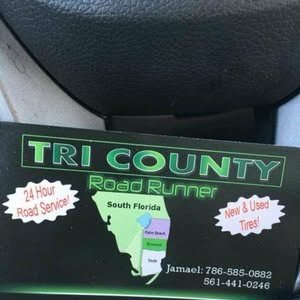 TRI COUNTY
Road Runner
24 Hour
Road Service!
South Florida
New & Used
Tires!
Palm Beach
Broward
Dade
Jamael: 786-585-0882
561-441-0246